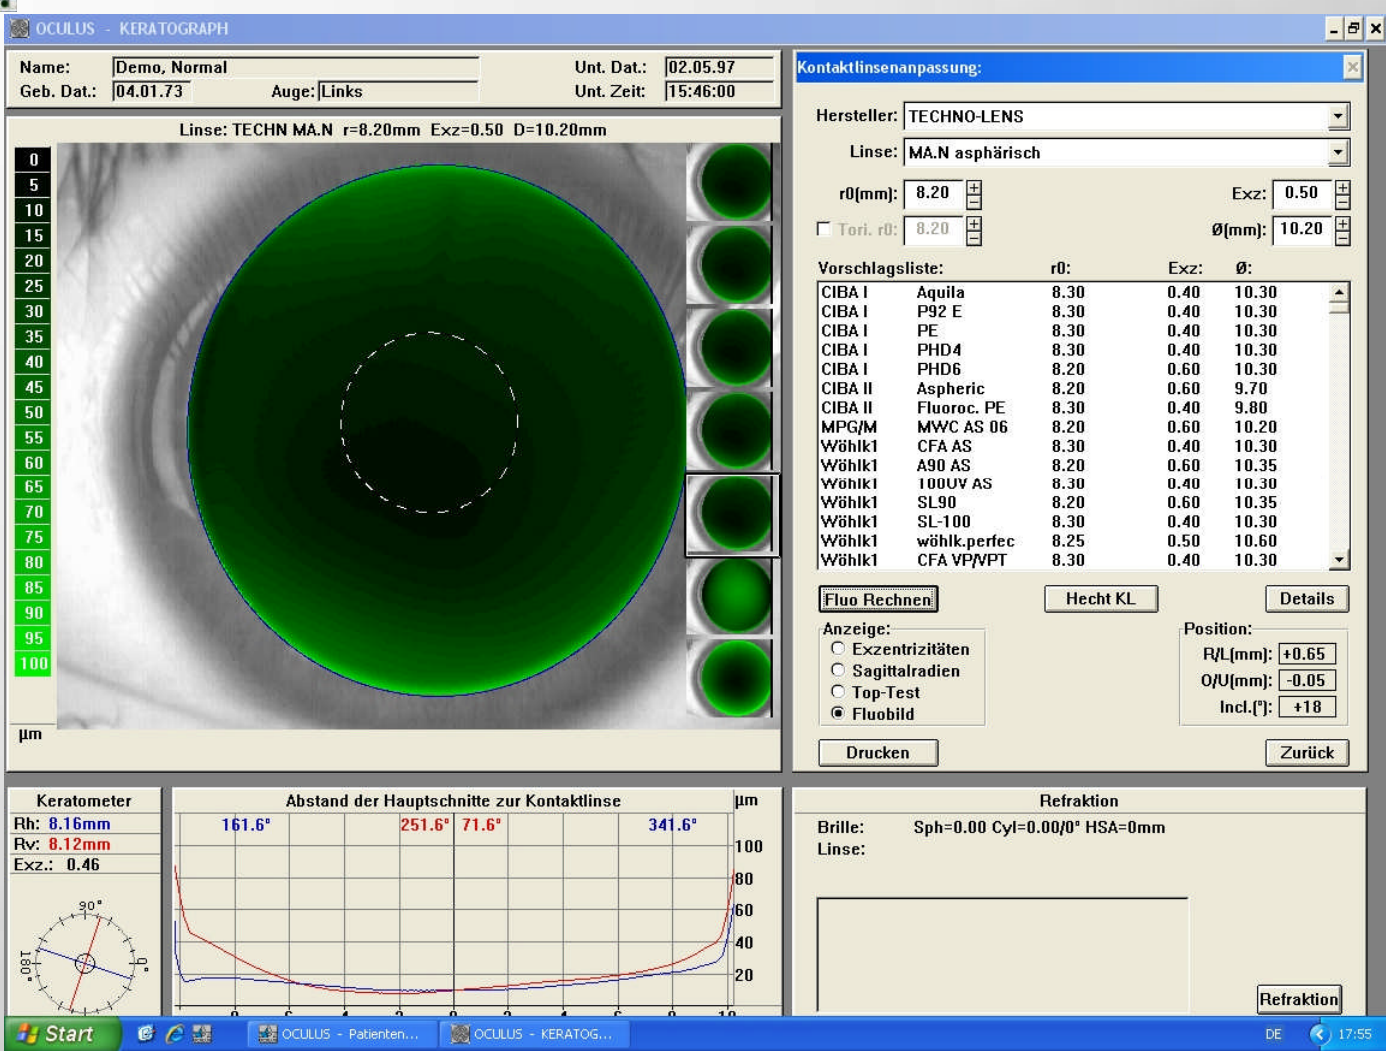 OCULUS - KERATOGRAPH
Name: Demo, Normal Unt. Dat.: 02.05.97
Geb. Dat.: 04.01.73 Auge: Links Unt. Zeit: 15:46:00
Linse: TECHN MA.N r=8.20mm Exz=0.50 D=10.20mm
0
5
10
15
20
25
30
35
40
45
50
55
60
65
70
75
80
85
90
95
100
µm
Kontaktlinsenanpassung:
Hersteller: TECHNO-LENS
Linse: MA.N asphärisch
r0(mm): 8.20 Exz: 0.50
Tori. r0: 8.20 Ø(mm): 10.20
Vorschlagsliste: r0: Exz: Ø:
CIBA I Aquila 8.30 0.40 10.30
CIBA I P92 E 8.30 0.40 10.30
CIBA I PE 8.30 0.40 10.30
CIBA I PHD4 8.30 0.40 10.30
CIBA I PHD6 8.20 0.60 10.30
CIBA II Aspheric 8.20 0.60 9.70
CIBA II Fluoroc. PE 8.30 0.40 9.80
MPG/M MWC AS 06 8.20 0.60 10.20
Wöhlk1 CFA AS 8.30 0.40 10.30
Wöhlk1 A90 AS 8.20 0.60 10.35
Wöhlk1 100UV AS 8.30 0.40 10.30
Wöhlk1 SL90 8.20 0.60 10.35
Wöhlk1 SL-100 8.30 0.40 10.30
Wöhlk1 wöhlk.perfec 8.25 0.50 10.60
Wöhlk1 CFA VP/VPT 8.30 0.40 10.30
Fluo Rechnen Hecht KL Details
Anzeige: Position:
Exzentrizitäten R/L(mm): +0.65
Sagittalradien O/U(mm): -0.05
Top-Test Incl.(°): +18
Fluobild
Drucken Zurück
Keratometer
Rh: 8.16mm
Rv: 8.12mm
Exz.: 0.46
90°
180°
0°
Abstand der Hauptschnitte zur Kontaktlinse µm
161.6° 251.6° 71.6° 341.6°
100
80
60
40
20
Refraktion
Brille: Sph=0.00 Cyl=0.00/0° HSA=0mm
Linse:
Refraktion
Start OCULUS - Patienten... OCULUS - KERATOG... DE 17:55